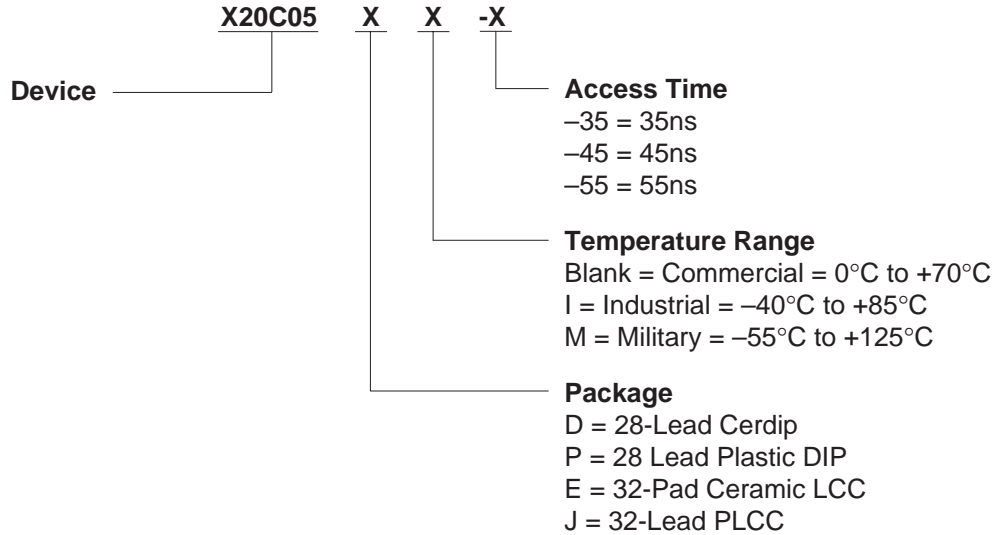 X20C05 X X -X
Device
Access Time
–35 = 35ns
–45 = 45ns
–55 = 55ns
Temperature Range
Blank = Commercial = 0°C to +70°C
I = Industrial = –40°C to +85°C
M = Military = –55°C to +125°C
Package
D = 28-Lead Cerdip
P = 28 Lead Plastic DIP
E = 32-Pad Ceramic LCC
J = 32-Lead PLCC